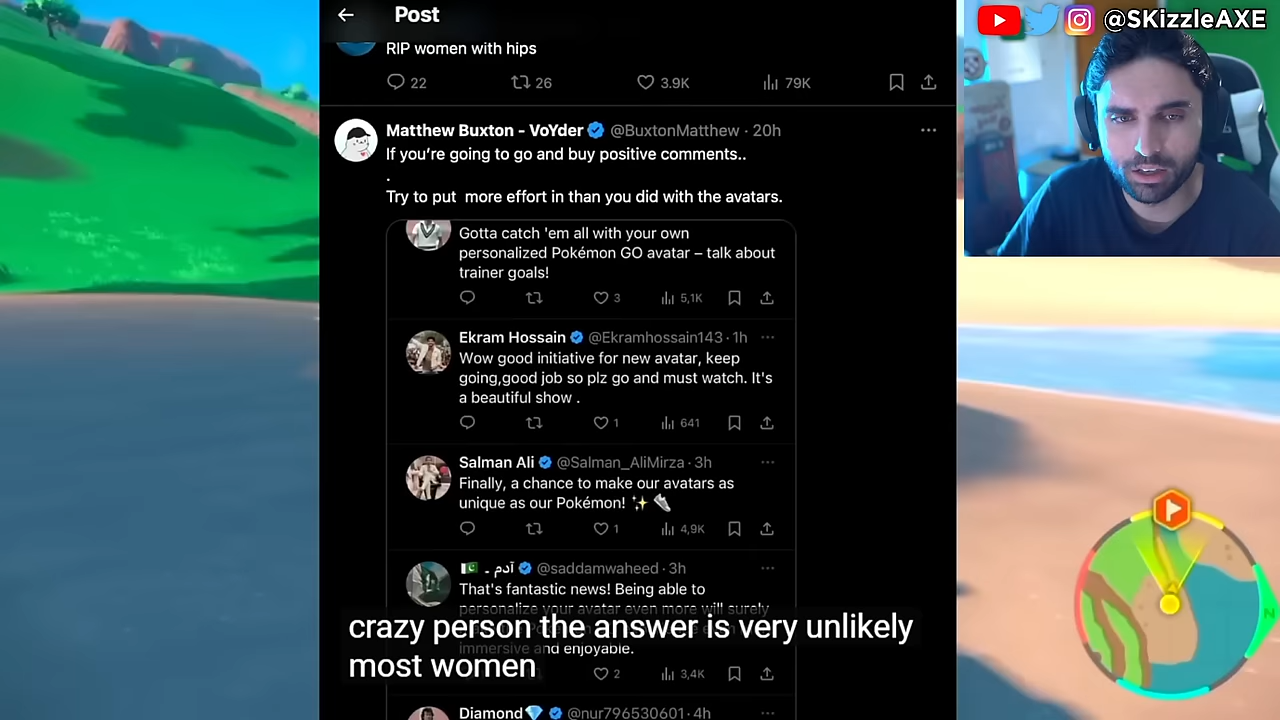 Post
@SKizzleAXE
RIP women with hips
22 26 3.9K 79K
Matthew Buxton - VoYder @BuxtonMatthew · 20h
If you’re going to go and buy positive comments..
.
Try to put more effort in than you did with the avatars.
Gotta catch 'em all with your own
personalized Pokémon GO avatar – talk about
trainer goals!
3 5,1K
Ekram Hossain @Ekramhossain143 · 1h
Wow good initiative for new avatar, keep
going,good job so plz go and must watch. It's
a beautiful show .
1 641
Salman Ali @Salman_AliMirza · 3h
Finally, a chance to make our avatars as
unique as our Pokémon! ✨ 👟
1 4,9K
آدم ـ 🇵🇰 @saddamwaheed · 3h
That's fantastic news! Being able to
personalize your avatar even more will surely
crazy person the answer is very unlikely
immersive and enjoyable.
most women
2 3,4K
Diamond💎 @nur796530601 · 4h
N